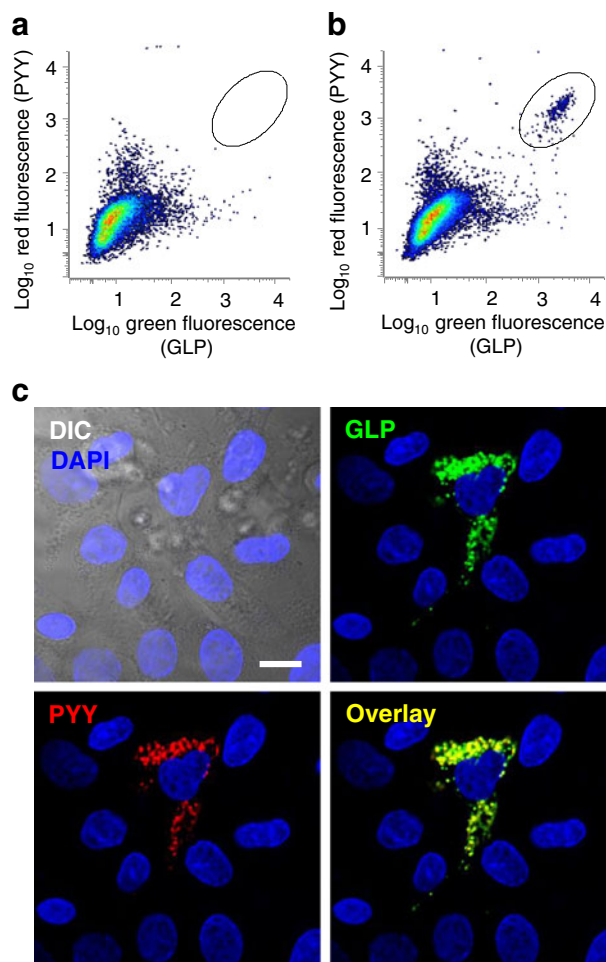 a
b
Log10 red fluorescence (PYY)
4
3
2
1
1
2
3
4
Log10 green fluorescence
(GLP)
Log10 red fluorescence (PYY)
4
3
2
1
1
2
3
4
Log10 green fluorescence
(GLP)
c
DIC
DAPI
GLP
PYY
Overlay